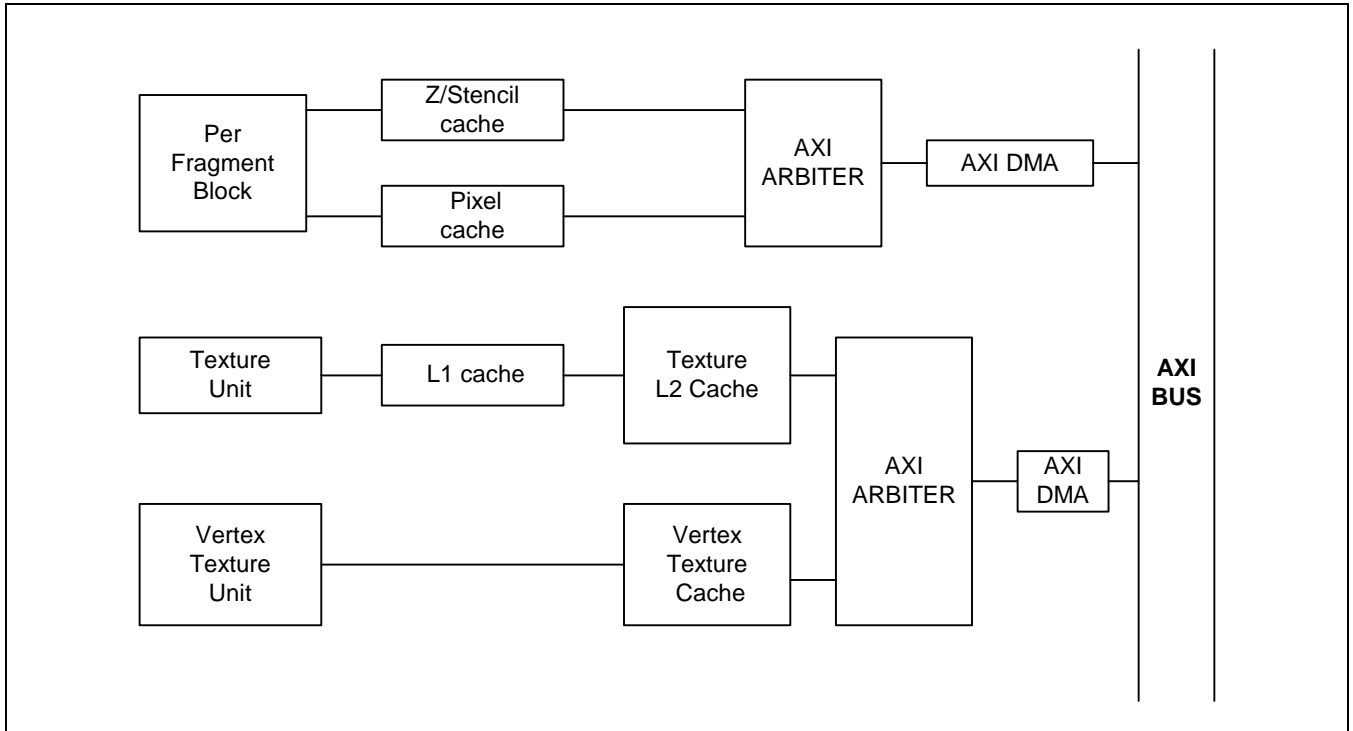 Per
Fragment
Block
Z/Stencil
cache
Pixel
cache
AXI
ARBITER
AXI DMA
Texture
Unit
L1 cache
Texture
L2 Cache
Vertex
Texture
Unit
Vertex
Texture
Cache
AXI
ARBITER
AXI
DMA
AXI
BUS